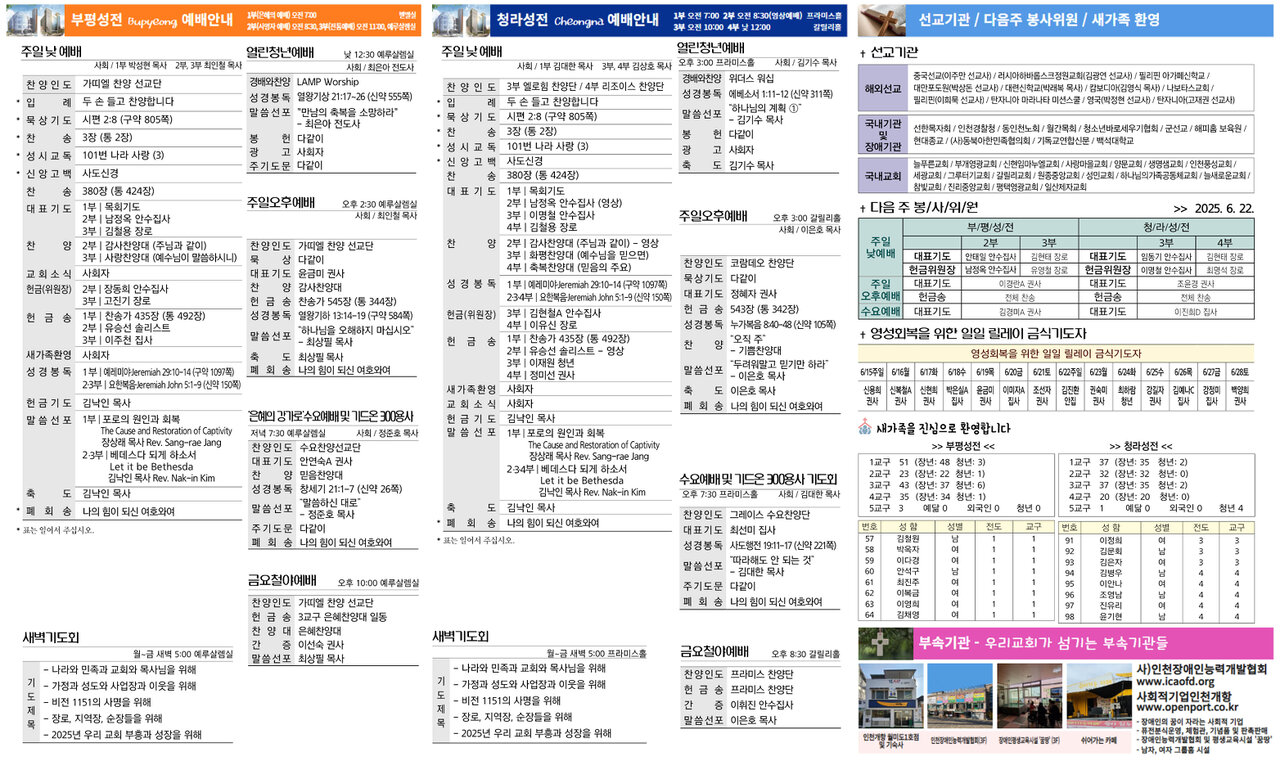 부평성전 Bupyeong 예배안내
1부(은혜의 예배) 오전 7:00 벧엘실
2부(사명자 예배) 오전 8:30, 3부(전통예배) 오전 11:00, 예루살렘실
주일 낮 예배
사회 / 1부 박성현 목사 2부, 3부 최인철 목사
찬양인도 가띠엘 찬양 선교단
* 입례 두 손 들고 찬양합니다
* 묵상기도 시편 2:8 (구약 805쪽)
* 찬송 3장 (통 2장)
* 성시교독 101번 나라 사랑 (3)
* 신앙고백 사도신경
찬송 380장 (통 424장)
대표기도 1부 | 목회기도
2부 | 남정옥 안수집사
3부 | 김철용 장로
찬양 2부 | 감사찬양대 (주님과 같이)
3부 | 사랑찬양대 (예수님이 말씀하시니)
교회소식 사회자
헌금(위원장) 2부 | 장동희 안수집사
3부 | 고진기 장로
헌금송 1부 | 찬송가 435장 (통 492장)
2부 | 유승선 솔리스트
3부 | 이주헌 집사
새가족환영 사회자
성경봉독 1부 | 예레미야Jeremiah 29:10~14 (구약 1097쪽)
2·3부 | 요한복음Jeremiah John 5:1~9 (신약 150쪽)
헌금기도 김낙인 목사
말씀선포 1부 | 포로의 원인과 회복
The Cause and Restoration of Captivity
장상래 목사 Rev. Sang-rae Jang
2·3부 | 베데스다 되게 하소서
Let it be Bethesda
김낙인 목사 Rev. Nak-in Kim
축도 김낙인 목사
* 폐회송 나의 힘이 되신 여호와여
* 표는 일어서 주십시오.
새벽기도회
월~금 새벽 5:00 예루살렘실
기도제목
- 나라와 민족과 교회와 목사님을 위해
- 가정과 성도와 사업장과 이웃을 위해
- 비전 1151의 사명을 위해
- 장로, 지역장, 순장들을 위해
- 2025년 우리 교회 부흥과 성장을 위해
열린청년예배 낮 12:30 예루살렘실
사회 / 최은아 전도사
경배와찬양 LAMP Worship
성경봉독 열왕기상 21:17~26 (신약 555쪽)
말씀선포 "만남의 축복을 소망하라"
- 최은아 전도사
봉헌 다같이
광고 사회자
주기도문 다같이
주일오후예배 오후 2:30 예루살렘실
사회 / 최인철 목사
찬양인도 가띠엘 찬양 선교단
묵상 다같이
대표기도 윤금미 권사
찬양 감사찬양대
헌금송 찬송가 545장 (통 344장)
성경봉독 열왕기하 13:14~19 (구약 584쪽)
말씀선포 "하나님을 오해하지 마십시오"
- 최상필 목사
축도 최상필 목사
폐회송 나의 힘이 되신 여호와여
은혜의 강가로 수요예배 및 기드온 300용사
저녁 7:30 예루살렘실 사회 / 정준호 목사
찬양인도 수요찬양선교단
대표기도 안연숙A 권사
찬양 믿음찬양대
성경봉독 창세기 21:1~7 (신약 26쪽)
말씀선포 "말씀하신 대로"
- 정준호 목사
주기도문 다같이
폐회송 나의 힘이 되신 여호와여
금요철야예배 오후 10:00 예루살렘실
찬양인도 가띠엘 찬양 선교단
헌금송 3교구 은혜찬양대 일동
찬양대 은혜찬양대
간증 이선숙 권사
말씀선포 최상필 목사
청라성전 Cheongna 예배안내
1부 오전 7:00 2부 오전 8:30(영상예배) 프라미스홀
3부 오전 10:00 4부 낮 12:00 갈릴리홀
주일 낮 예배
사회 / 1부 김대한 목사 3부, 4부 김상호 목사
찬양인도 3부 엘로힘 찬양단 / 4부 리조이스 찬양단
* 입례 두 손 들고 찬양합니다
* 묵상기도 시편 2:8 (구약 805쪽)
* 찬송 3장 (통 2장)
* 성시교독 101번 나라 사랑 (3)
* 신앙고백 사도신경
찬송 380장 (통 424장)
대표기도 1부 | 목회기도
2부 | 남정옥 안수집사 (영상)
3부 | 이명철 안수집사
4부 | 김철용 장로
찬양 2부 | 감사찬양대 (주님과 같이) - 영상
3부 | 화평찬양대 (예수님을 믿으면)
4부 | 축복찬양대 (믿음의 주요)
성경봉독 1부 | 예레미야Jeremiah 29:10~14 (구약 1097쪽)
2·3·4부 | 요한복음Jeremiah John 5:1~9 (신약 150쪽)
헌금(위원장) 3부 | 김현철A 안수집사
4부 | 이유신 장로
헌금송 1부 | 찬송가 435장 (통 492장)
2부 | 유승선 솔리스트 - 영상
3부 | 이재원 청년
4부 | 정미선 권사
새가족환영 사회자
교회소식 사회자
헌금기도 김낙인 목사
말씀선포 1부 | 포로의 원인과 회복
The Cause and Restoration of Captivity
장상래 목사 Rev. Sang-rae Jang
2·3·4부 | 베데스다 되게 하소서
Let it be Bethesda
김낙인 목사 Rev. Nak-in Kim
축도 김낙인 목사
* 폐회송 나의 힘이 되신 여호와여
* 표는 일어서 주십시오.
새벽기도회
월~금 새벽 5:00 프라미스홀
기도제목
- 나라와 민족과 교회와 목사님을 위해
- 가정과 성도와 사업장과 이웃을 위해
- 비전 1151의 사명을 위해
- 장로, 지역장, 순장들을 위해
- 2025년 우리 교회 부흥과 성장을 위해
열린청년예배
오후 3:00 프라미스홀 사회 / 김기수 목사
경배와찬양 위더스 워십
성경봉독 에베소서 1:11~11 (신약 311쪽)
말씀선포 "하나님의 계획 ①"
- 김기수 목사
봉헌 다같이
광고 사회자
축도 김기수 목사
주일오후예배 오후 3:00 갈릴리홀
사회 / 이은호 목사
찬양인도 코람데오 찬양단
묵상기도 다같이
대표기도 정혜자 권사
헌금송 543장 (통 342장)
성경봉독 누가복음 8:40~48 (신약 105쪽)
찬양 "오직 주"
- 기쁨찬양대
말씀선포 "두려워말고 믿기만 하라"
- 이은호 목사
축도 이은호 목사
폐회송 나의 힘이 되신 여호와여
수요예배 및 기드온 300용사 기도회
오후 7:30 프라미스홀 사회 / 김대한 목사
찬양인도 그레이스 수요찬양단
대표기도 최선미 집사
성경봉독 사도행전 19:11~17 (신약 221쪽)
말씀선포 "따라해도 안 되는 것"
- 김대한 목사
주기도문 다같이
폐회송 나의 힘이 되신 여호와여
금요철야예배 오후 8:30 갈릴리홀
찬양인도 프라미스 찬양단
헌금송 프라미스 찬양단
간증 이휘진 안수집사
말씀선포 이은호 목사
선교기관 / 다음주 봉사위원 / 새가족 환영
✝ 선교기관
해외선교
중국선교(이주만 선교사) / 러시아하바롭스크정원교회(김광연 선교사) / 필리핀 아가페신학교 /
대만포도원(박상돈 선교사) / 대련신학교(박래복 목사) / 캄보디아(김영식 목사) / 나보타스교회 /
필리핀(이희묵 선교사) / 탄자니아 마라나타 미션스쿨 / 영국(박정현 선교사) / 탄자니아(고재권 선교사)
국내기관 및 장애기관
선한목자회 / 인천경찰청 / 동인천노회 / 월간목회 / 청소년바로세우기협회 / 군선교 / 해피홈 보육원 /
현대종교 / (사)동북아한민족협의회 / 기독교연합신문 / 백석대학교
국내교회
늘푸른교회 / 부개영광교회 / 신현임마누엘교회 / 사랑마을교회 / 양문교회 / 생명샘교회 / 인천풍성교회 /
세광교회 / 그루터기교회 / 갈릴리교회 / 원종중앙교회 / 성민교회 / 하나님의가족공동체교회 / 늘새로운교회 /
참빛교회 / 진리중앙교회 / 평택영광교회 / 일산제자교회
✝ 다음 주 봉/사/위/원 >> 2025. 6. 22.
부/평/성/전 청/라/성/전
2부 3부 3부 4부
주일 낮예배 대표기도 안태일 안수집사 김현태 장로 대표기도 임동기 안수집사 김현태 장로
헌금위원장 남정옥 안수집사 유영철 장로 헌금위원장 이명철 안수집사 최명석 장로
주일 오후예배 대표기도 이경란A 권사 대표기도 조윤경 권사
헌금송 전체 찬송 헌금송 전체 찬송
수요예배 대표기도 김경미A 권사 대표기도 이진희D 집사
✝ 영성회복을 위한 일일 릴레이 금식기도자
영성회복을 위한 일일 릴레이 금식기도자
6/15주일 6/16월 6/17화 6/18수 6/19목 6/20금 6/21토 6/22주일 6/23월 6/24화 6/25수 6/26목 6/27금 6/28토
신용희 신복철A 신현희 박은실A 윤금미 이미자A 조선자 김진환 권숙미 최하람 강길자 김예나C 강정미 백양희
권사 집사 권사 집사 권사 집사 권사 안집 권사 청년 권사 집사 집사 권사
새가족을 진심으로 환영합니다
>> 부평성전 << >> 청라성전 <<
1교구 51 (장년: 48 청년: 3) 1교구 37 (장년: 35 청년: 2)
2교구 23 (장년: 22 청년: 1) 2교구 32 (장년: 32 청년: 0)
3교구 43 (장년: 37 청년: 6) 3교구 37 (장년: 35 청년: 2)
4교구 35 (장년: 34 청년: 1) 4교구 20 (장년: 20 청년: 0)
5교구 3 예닮 0 외국인 0 청년 0 5교구 1 예닮 0 외국인 0 청년 4
번호 성함 성별 전도 교구 번호 성함 성별 전도 교구
57 김철원 남 1 1 91 이정희 여 3 3
58 박옥자 여 1 1 92 김문회 남 3 3
59 이다경 여 1 1 93 김은자 여 3 3
60 안석구 남 1 1 94 김병우 남 4 4
61 최진주 여 1 1 95 이안나 여 4 4
62 이복금 여 1 1 96 조영남 남 4 4
63 이영희 여 1 1 97 진유리 여 4 4
64 김채영 여 1 1 98 윤기현 남 4 4
부속기관 - 우리교회가 섬기는 부속기관들
인천개항 월미도1호점 및 기숙사
인천장애인능력개발협회(3F)
장애인평생교육시설 '꿈땅' (3F)
쉬어가는 카페
사)인천장애인능력개발협회
www.icaofd.org
사회적기업인천개항
www.openport.co.kr
- 장애인의 꿈이 자라는 사회적 기업
- 퓨전분식운영, 체험관, 기념품 및 판촉판매
- 장애인능력개발협회 및 평생교육시설 '꿈땅'
- 남자, 여자 그룹홈 시설